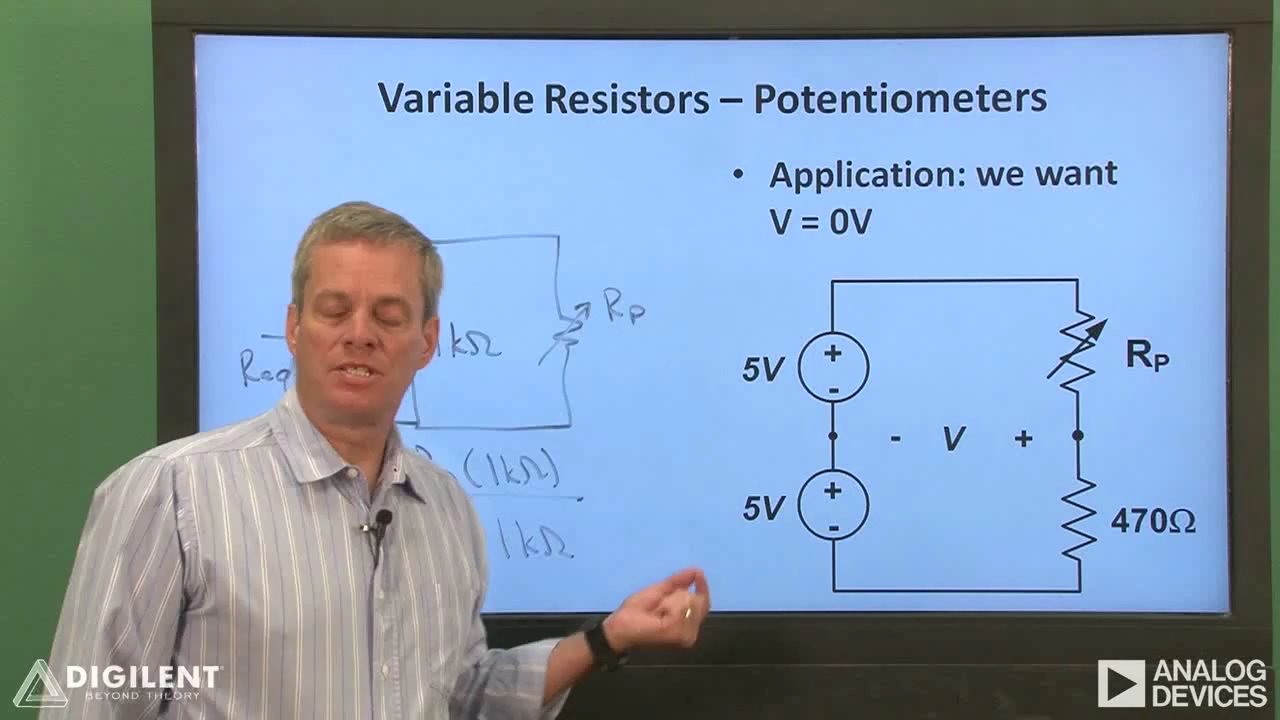 Variable Resistors – Potentiometers
• Application: we want
V = 0V
Rp
1kΩ
Req
(1kΩ)
1kΩ
5V
+
-
RP
- V +
5V
+
-
470Ω
DIGILENT
BEYOND THEORY
ANALOG
DEVICES